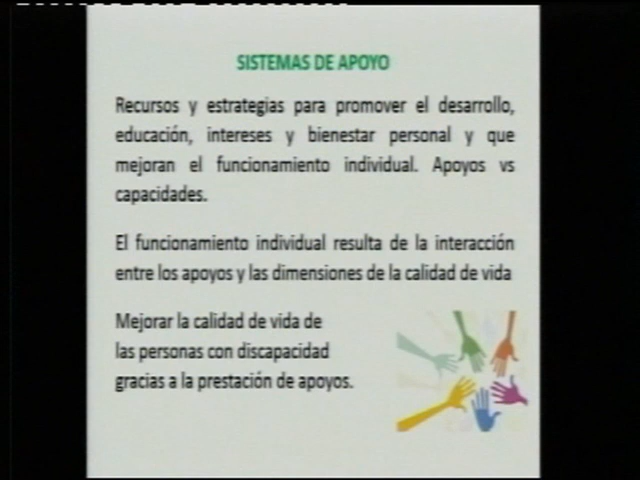 SISTEMAS DE APOYO
Recursos y estrategias para promover el desarrollo,
educación, intereses y bienestar personal y que
mejoran el funcionamiento individual. Apoyos vs
capacidades.
El funcionamiento individual resulta de la interacción
entre los apoyos y las dimensiones de la calidad de vida
Mejorar la calidad de vida de
las personas con discapacidad
gracias a la prestación de apoyos.